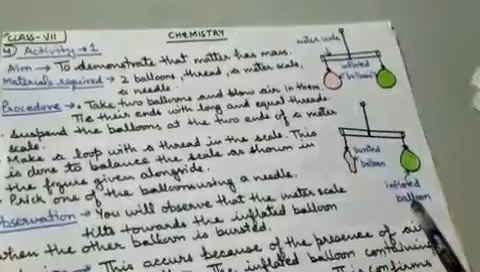 CLASS-VII
CHEMISTRY
4) Activity-1
Aim → To demonstrate that matter has mass.
Materials required → 2 balloons, thread, a meter scale,
a needle.
Procedure → • Take two balloons and blow air in them.
Tie their ends with long and equal threads.
• Suspend the balloons at the two ends of a meter
scale.
• Make a loop with a thread in the scale. This
is done to balance the scale as shown in
the figure given alongside.
• Prick one of the balloons using a needle.
Observation → You will observe that the meter scale
tilts towards the inflated balloon
when the other balloon is bursted.
→ This occurs because of the presence of air
The inflated balloon containing
This confirms
meter scale
inflated
balloons
bursted
balloon
inflated
balloon